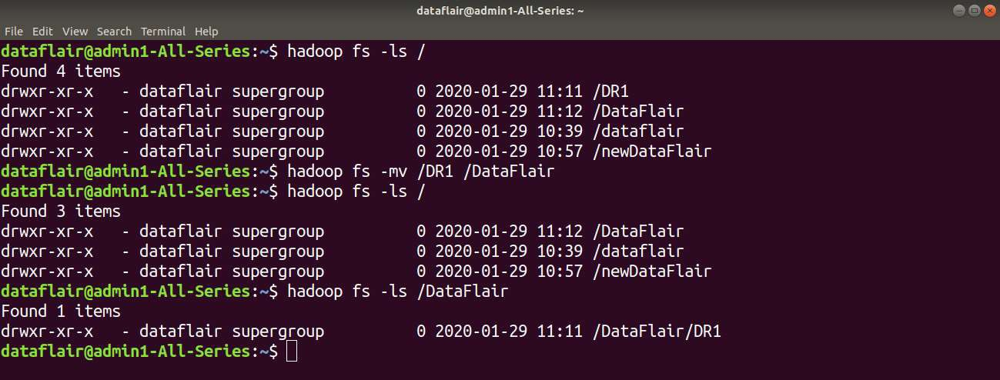 dataflair@admin1-All-Series: ~
File Edit View Search Terminal Help
dataflair@admin1-All-Series:~$ hadoop fs -ls /
Found 4 items
drwxr-xr-x   - dataflair supergroup          0 2020-01-29 11:11 /DR1
drwxr-xr-x   - dataflair supergroup          0 2020-01-29 11:12 /DataFlair
drwxr-xr-x   - dataflair supergroup          0 2020-01-29 10:39 /dataflair
drwxr-xr-x   - dataflair supergroup          0 2020-01-29 10:57 /newDataFlair
dataflair@admin1-All-Series:~$ hadoop fs -mv /DR1 /DataFlair
dataflair@admin1-All-Series:~$ hadoop fs -ls /
Found 3 items
drwxr-xr-x   - dataflair supergroup          0 2020-01-29 11:12 /DataFlair
drwxr-xr-x   - dataflair supergroup          0 2020-01-29 10:39 /dataflair
drwxr-xr-x   - dataflair supergroup          0 2020-01-29 10:57 /newDataFlair
dataflair@admin1-All-Series:~$ hadoop fs -ls /DataFlair
Found 1 items
drwxr-xr-x   - dataflair supergroup          0 2020-01-29 11:11 /DataFlair/DR1
dataflair@admin1-All-Series:~$